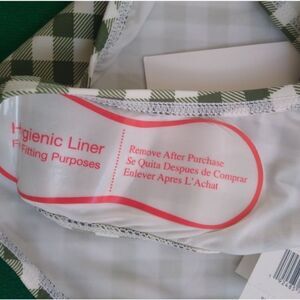 Hygienic Liner
Fitting Purposes
Remove After Purchase
Se Quita Despues de Comprar
Enlever Apres L'Achat